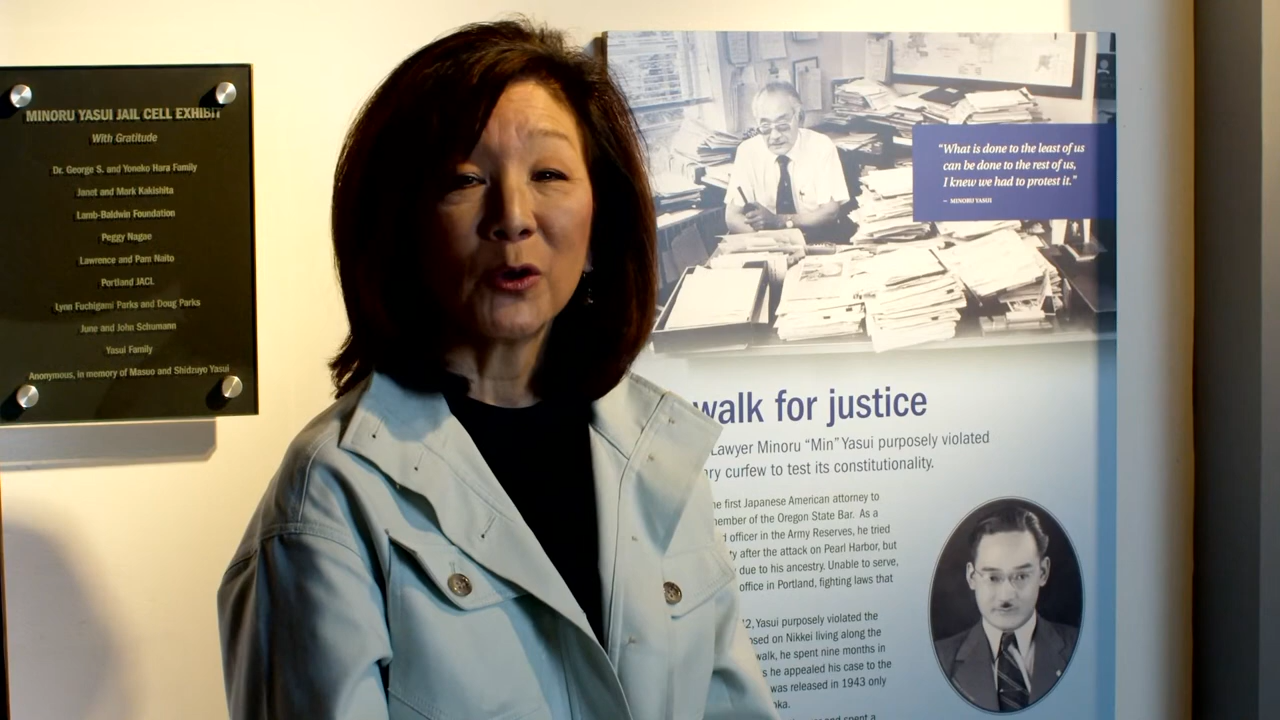 MINORU YASUI JAIL CELL EXHIBIT
With Gratitude
Dr. George S. and Yoneko Hara Family
Janet and Mark Kakishita
Lamb-Baldwin Foundation
Peggy Nagae
Lawrence and Pam Naito
Portland JACL
Lynn Fuchigami Parks and Doug Parks
June and John Schumann
Yasui Family
Anonymous, in memory of Masuo and Shidzuyo Yasui
“What is done to the least of us
can be done to the rest of us,
I knew we had to protest it.”
— MINORU YASUI
walk for justice
Lawyer Minoru “Min” Yasui purposely violated
curfew to test its constitutionality.
first Japanese American attorney to
member of the Oregon State Bar. As a
officer in the Army Reserves, he tried
after the attack on Pearl Harbor, but
due to his ancestry. Unable to serve,
office in Portland, fighting laws that
Yasui purposely violated the
on Nikkei living along the
walk, he spent nine months in
he appealed his case to the
was released in 1943 only
and spent a